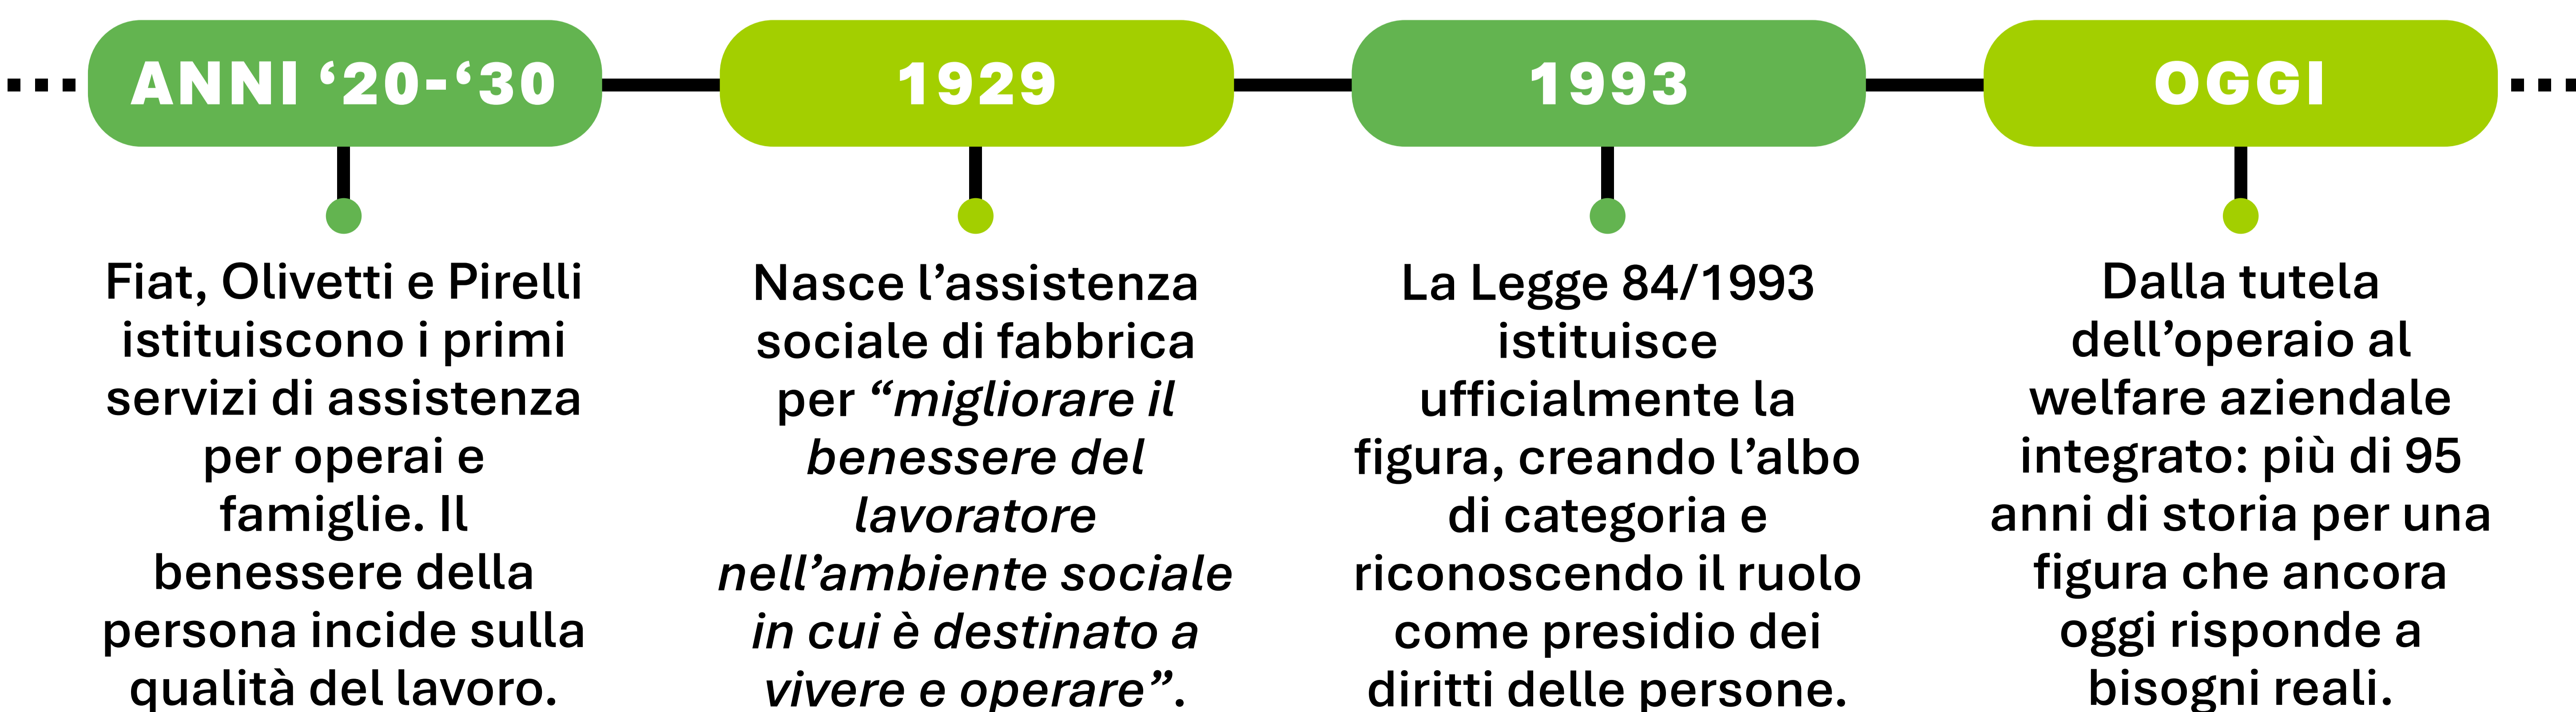 ANNI ‘20-‘30
Fiat, Olivetti e Pirelli
istituiscono i primi
servizi di assistenza
per operai e
famiglie. Il
benessere della
persona incide sulla
qualità del lavoro.
1929
Nasce l’assistenza
sociale di fabbrica
per “migliorare il
benessere del
lavoratore
nell’ambiente sociale
in cui è destinato a
vivere e operare”.
1993
La Legge 84/1993
istituisce
ufficialmente la
figura, creando l’albo
di categoria e
riconoscendo il ruolo
come presidio dei
diritti delle persone.
OGGI
Dalla tutela
dell’operaio al
welfare aziendale
integrato: più di 95
anni di storia per una
figura che ancora
oggi risponde a
bisogni reali.